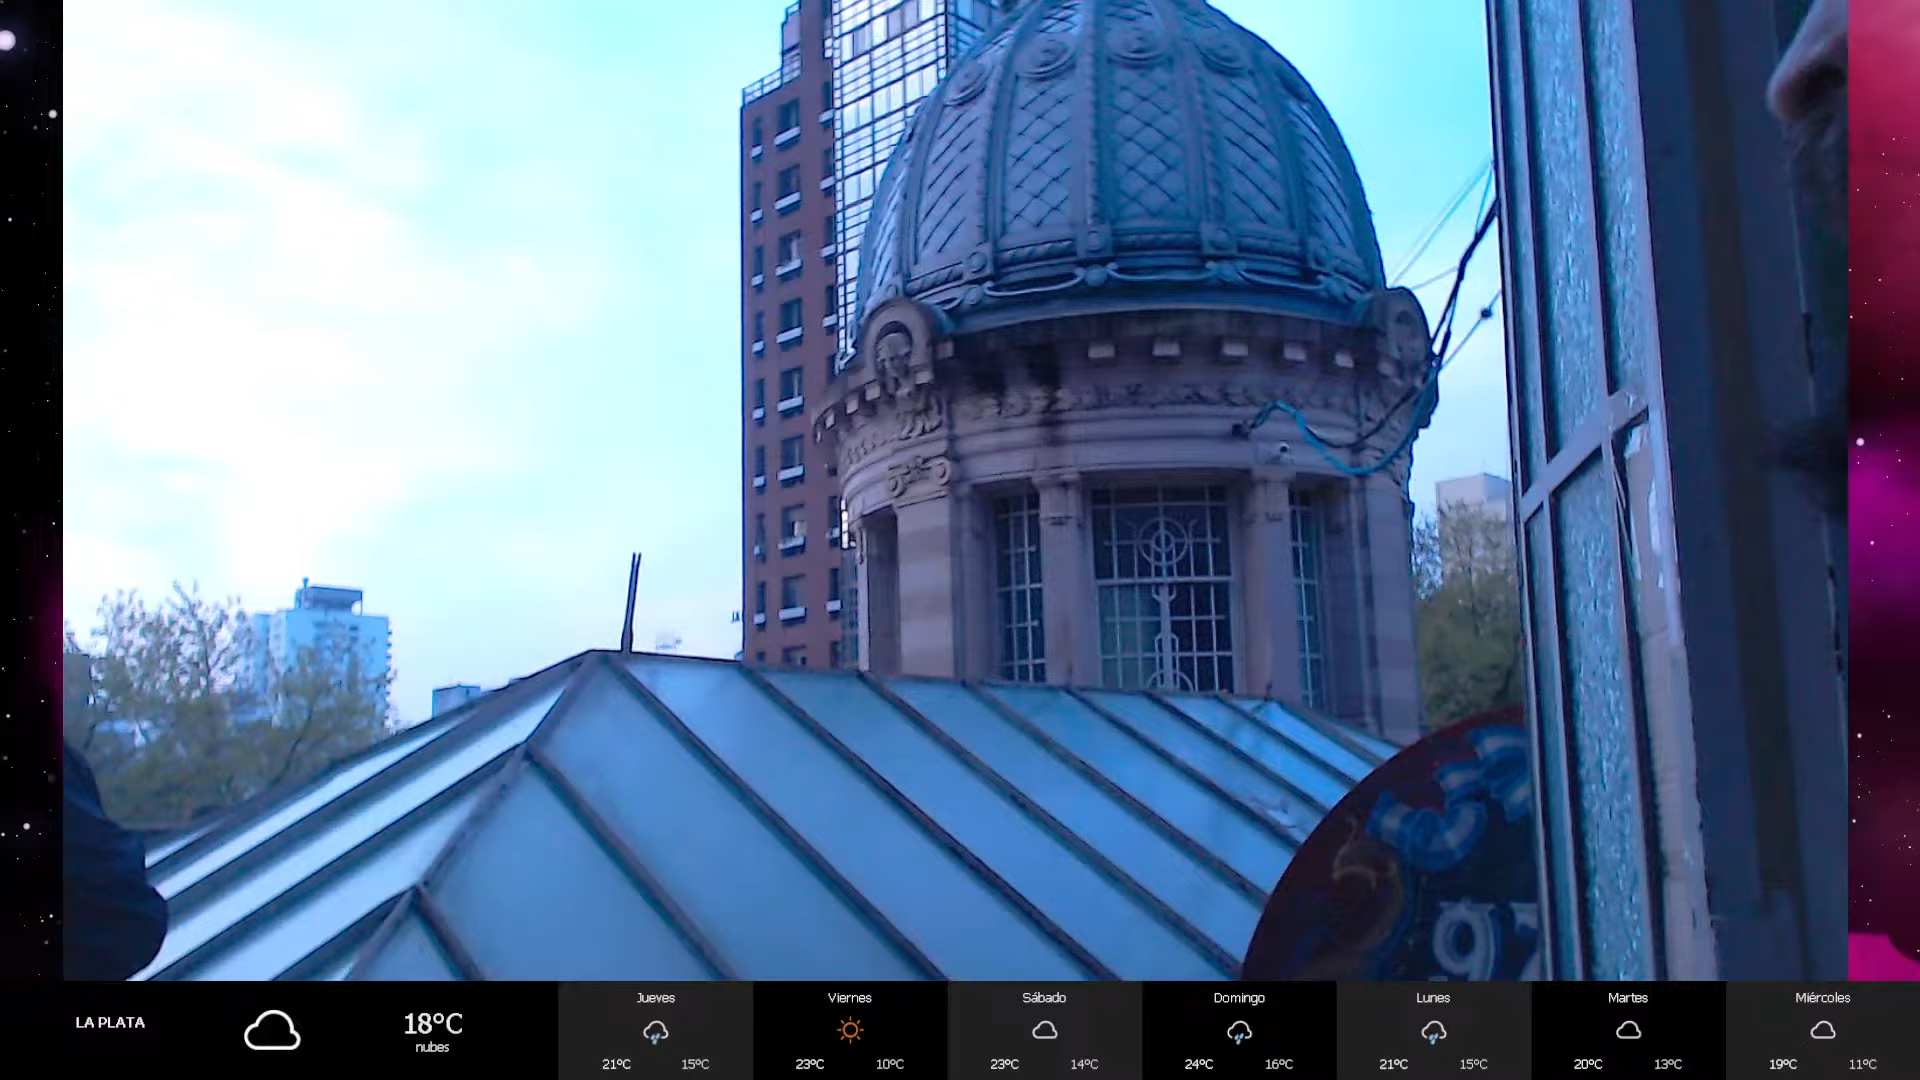 97
LA PLATA
18°C
nubes
Jueves
21°C 15°C
Viernes
23°C 10°C
Sábado
23°C 14°C
Domingo
24°C 16°C
Lunes
21°C 15°C
Martes
20°C 13°C
Miércoles
19°C 11°C